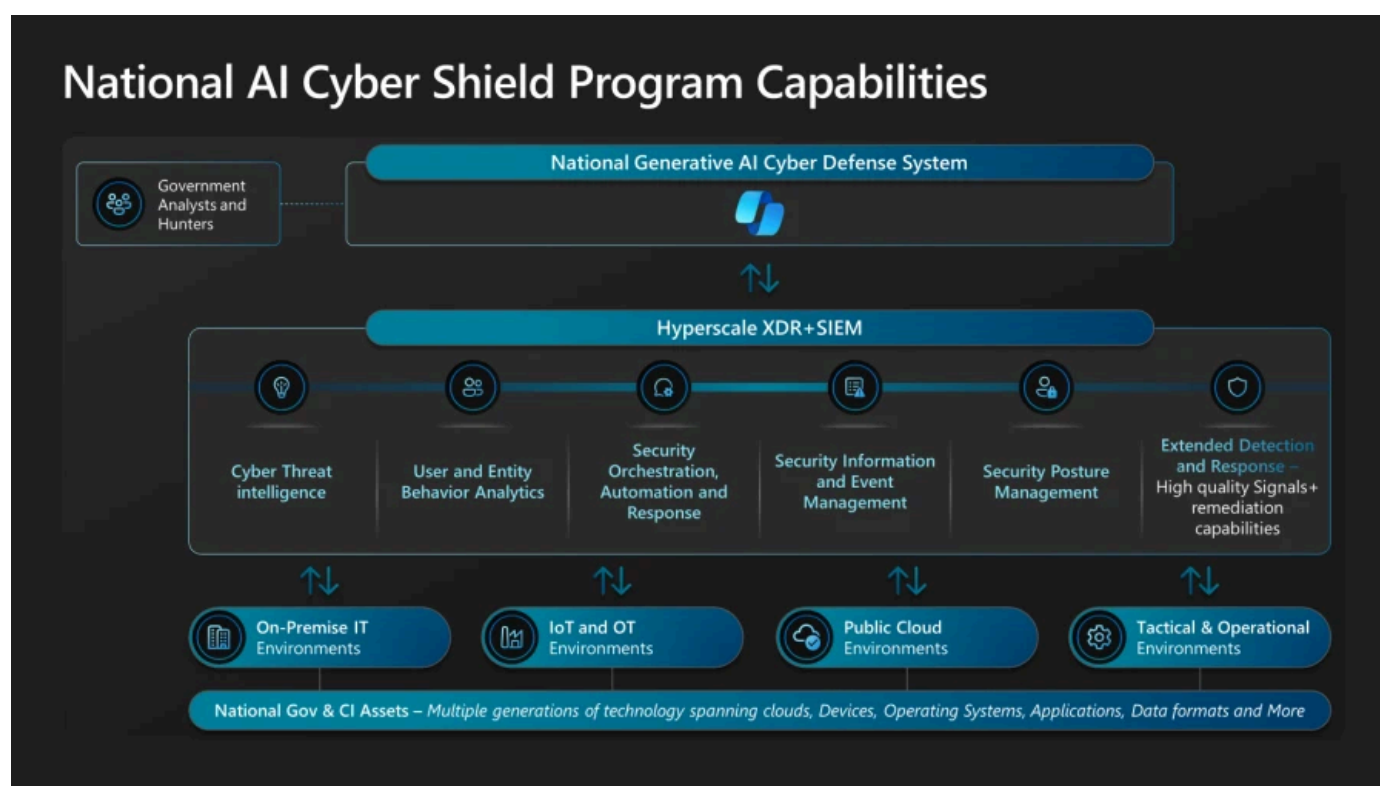 National AI Cyber Shield Program Capabilities
National Generative AI Cyber Defense System
Government
Analysts and
Hunters
Hyperscale XDR+SIEM
Cyber Threat
intelligence
User and Entity
Behavior Analytics
Security
Orchestration,
Automation and
Response
Security Information
and Event
Management
Security Posture
Management
Extended Detection
and Response –
High quality Signals+
remediation
capabilities
On-Premise IT
Environments
IoT and OT
Environments
Public Cloud
Environments
Tactical & Operational
Environments
National Gov & CI Assets – Multiple generations of technology spanning clouds, Devices, Operating Systems, Applications, Data formats and More